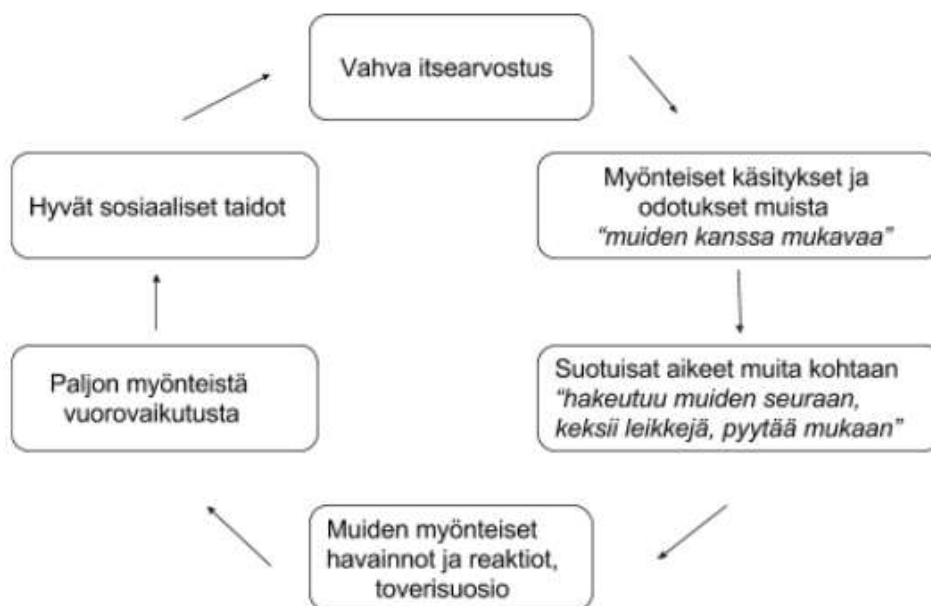 Vahva itsearvostus
Myönteiset käsitykset ja
odotukset muista
“muiden kanssa mukavaa”
Suotuisat aikeet muita kohtaan
“hakeutuu muiden seuraan,
keksii leikkejä, pyytää mukaan”
Muiden myönteiset
havainnot ja reaktiot,
toverisuosio
Paljon myönteistä
vuorovaikutusta
Hyvät sosiaaliset taidot